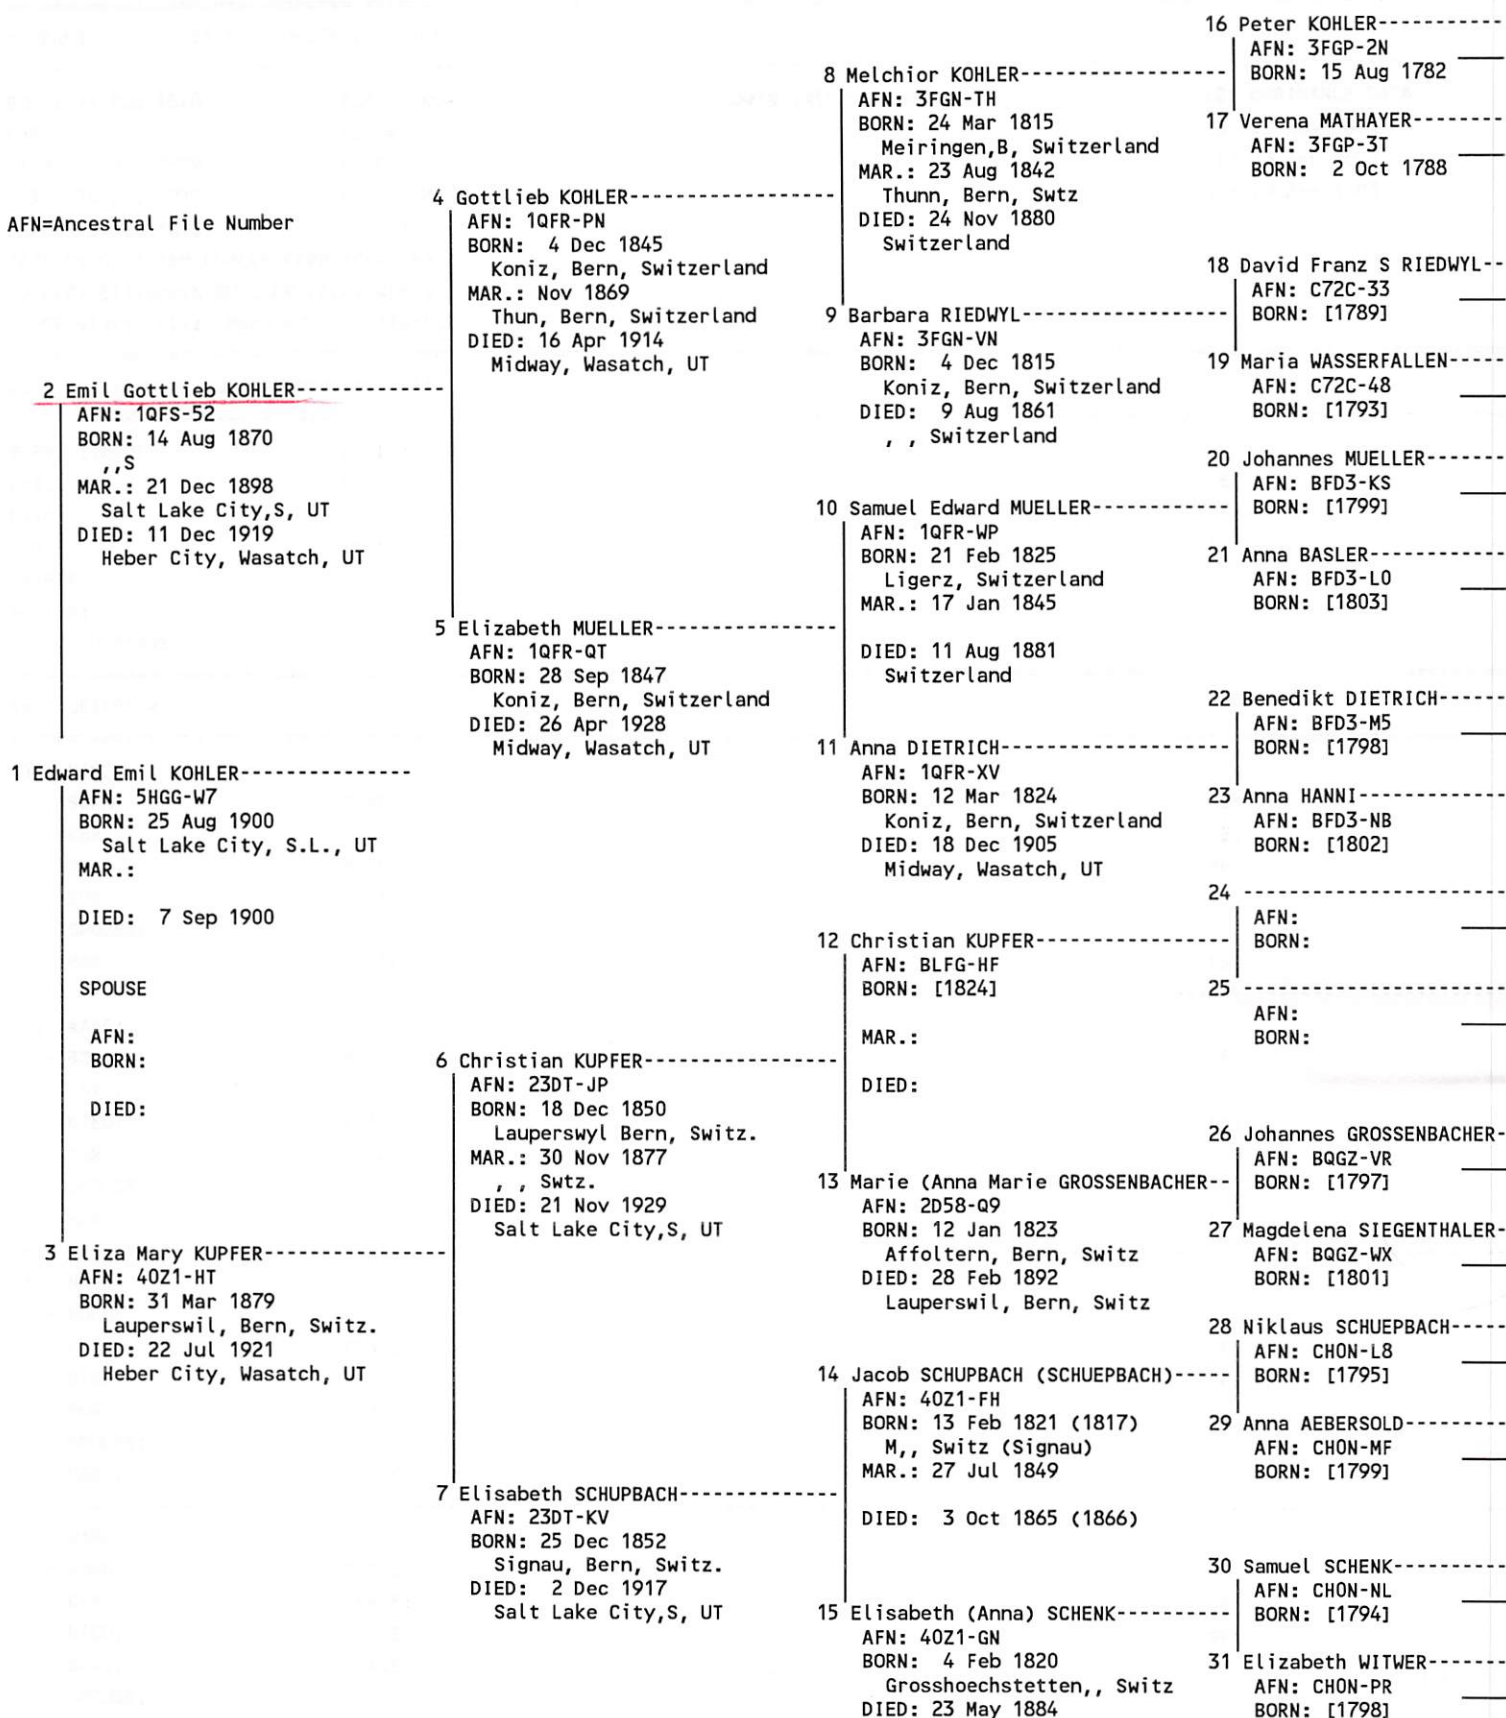 AFN=Ancestral File Number
1 Edward Emil KOHLER---------------
AFN: 5HGG-W7
BORN: 25 Aug 1900
Salt Lake City, S.L., UT
MAR.:
DIED:  7 Sep 1900
SPOUSE
AFN:
BORN:
DIED:
2 Emil Gottlieb KOHLER-------------
AFN: 1QFS-52
BORN: 14 Aug 1870
,,S
MAR.: 21 Dec 1898
Salt Lake City,S, UT
DIED: 11 Dec 1919
Heber City, Wasatch, UT
3 Eliza Mary KUPFER----------------
AFN: 40Z1-HT
BORN: 31 Mar 1879
Lauperswil, Bern, Switz.
DIED: 22 Jul 1921
Heber City, Wasatch, UT
4 Gottlieb KOHLER------------------
AFN: 1QFR-PN
BORN:  4 Dec 1845
Koniz, Bern, Switzerland
MAR.: Nov 1869
Thun, Bern, Switzerland
DIED: 16 Apr 1914
Midway, Wasatch, UT
5 Elizabeth MUELLER----------------
AFN: 1QFR-QT
BORN: 28 Sep 1847
Koniz, Bern, Switzerland
DIED: 26 Apr 1928
Midway, Wasatch, UT
6 Christian KUPFER-----------------
AFN: 23DT-JP
BORN: 18 Dec 1850
Lauperswyl Bern, Switz.
MAR.: 30 Nov 1877
, , Swtz.
DIED: 21 Nov 1929
Salt Lake City,S, UT
7 Elisabeth SCHUPBACH--------------
AFN: 23DT-KV
BORN: 25 Dec 1852
Signau, Bern, Switz.
DIED:  2 Dec 1917
Salt Lake City,S, UT
8 Melchior KOHLER------------------
AFN: 3FGN-TH
BORN: 24 Mar 1815
Meiringen,B, Switzerland
MAR.: 23 Aug 1842
Thunn, Bern, Swtz
DIED: 24 Nov 1880
Switzerland
9 Barbara RIEDWYL------------------
AFN: 3FGN-VN
BORN:  4 Dec 1815
Koniz, Bern, Switzerland
DIED:  9 Aug 1861
, , Switzerland
10 Samuel Edward MUELLER------------
AFN: 1QFR-WP
BORN: 21 Feb 1825
Ligerz, Switzerland
MAR.: 17 Jan 1845
DIED: 11 Aug 1881
Switzerland
11 Anna DIETRICH--------------------
AFN: 1QFR-XV
BORN: 12 Mar 1824
Koniz, Bern, Switzerland
DIED: 18 Dec 1905
Midway, Wasatch, UT
12 Christian KUPFER-----------------
AFN: BLFG-HF
BORN: [1824]
MAR.:
DIED:
13 Marie (Anna Marie GROSSENBACHER--
AFN: 2D58-Q9
BORN: 12 Jan 1823
Affoltern, Bern, Switz
DIED: 28 Feb 1892
Lauperswil, Bern, Switz
14 Jacob SCHUPBACH (SCHUEPBACH)-----
AFN: 40Z1-FH
BORN: 13 Feb 1821 (1817)
M,, Switz (Signau)
MAR.: 27 Jul 1849
DIED:  3 Oct 1865 (1866)
15 Elisabeth (Anna) SCHENK----------
AFN: 40Z1-GN
BORN:  4 Feb 1820
Grosshoechstetten,, Switz
DIED: 23 May 1884
16 Peter KOHLER-----------
AFN: 3FGP-2N
BORN: 15 Aug 1782
17 Verena MATHAYER--------
AFN: 3FGP-3T
BORN:  2 Oct 1788
18 David Franz S RIEDWYL--
AFN: C72C-33
BORN: [1789]
19 Maria WASSERFALLEN-----
AFN: C72C-48
BORN: [1793]
20 Johannes MUELLER-------
AFN: BFD3-KS
BORN: [1799]
21 Anna BASLER------------
AFN: BFD3-L0
BORN: [1803]
22 Benedikt DIETRICH------
AFN: BFD3-M5
BORN: [1798]
23 Anna HANNI-------------
AFN: BFD3-NB
BORN: [1802]
24 -----------------------
AFN:
BORN:
25 -----------------------
AFN:
BORN:
26 Johannes GROSSENBACHER-
AFN: BQGZ-VR
BORN: [1797]
27 Magdelena SIEGENTHALER-
AFN: BQGZ-WX
BORN: [1801]
28 Niklaus SCHUEPBACH-----
AFN: CH0N-L8
BORN: [1795]
29 Anna AEBERSOLD---------
AFN: CH0N-MF
BORN: [1799]
30 Samuel SCHENK----------
AFN: CH0N-NL
BORN: [1794]
31 Elizabeth WITWER-------
AFN: CH0N-PR
BORN: [1798]